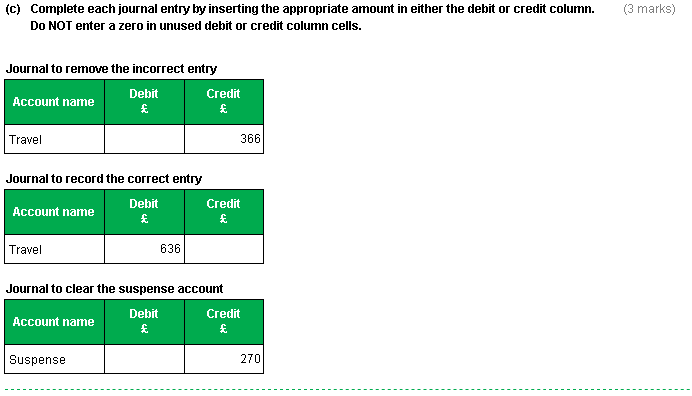 (c) Complete each journal entry by inserting the appropriate amount in either the debit or credit column. (3 marks)
Do NOT enter a zero in unused debit or credit column cells.
Journal to remove the incorrect entry
Account name Debit £ Credit £
Travel 366
Journal to record the correct entry
Account name Debit £ Credit £
Travel 636
Journal to clear the suspense account
Account name Debit £ Credit £
Suspense 270